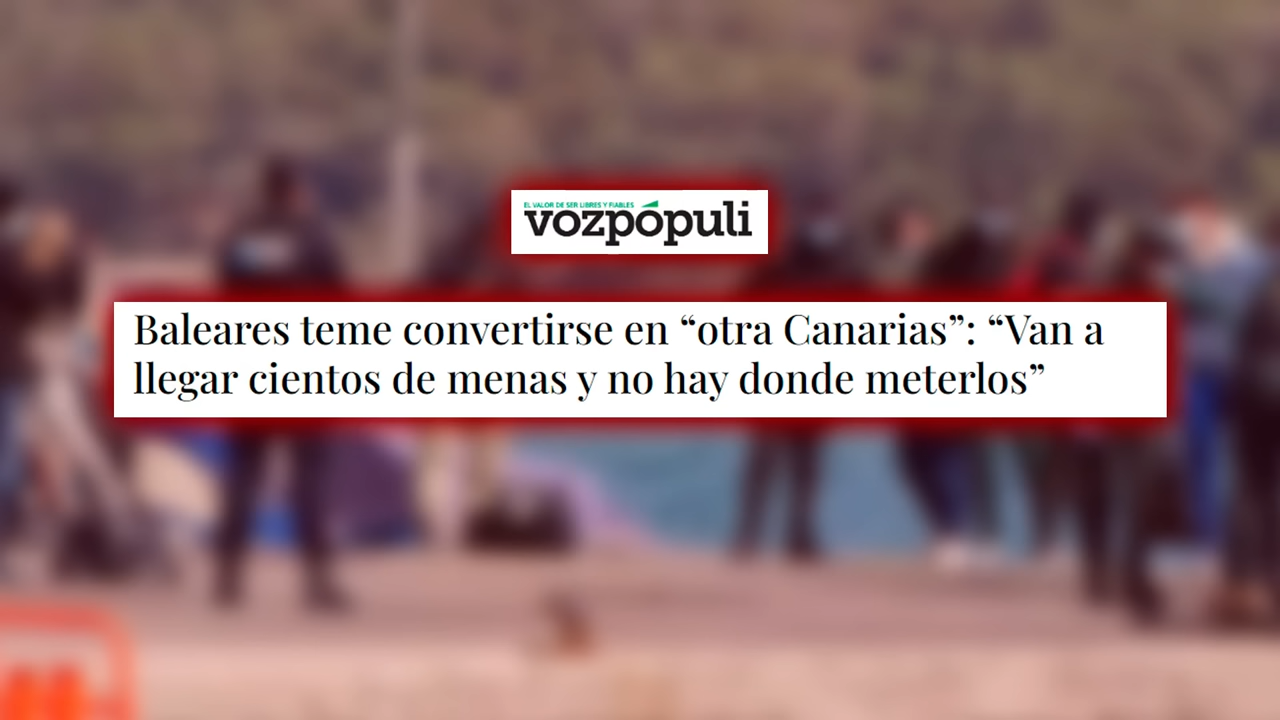 EL VALOR DE SER LIBRES Y FIABLES
vozpópuli
Baleares teme convertirse en “otra Canarias”: “Van a
llegar cientos de menas y no hay donde meterlos”